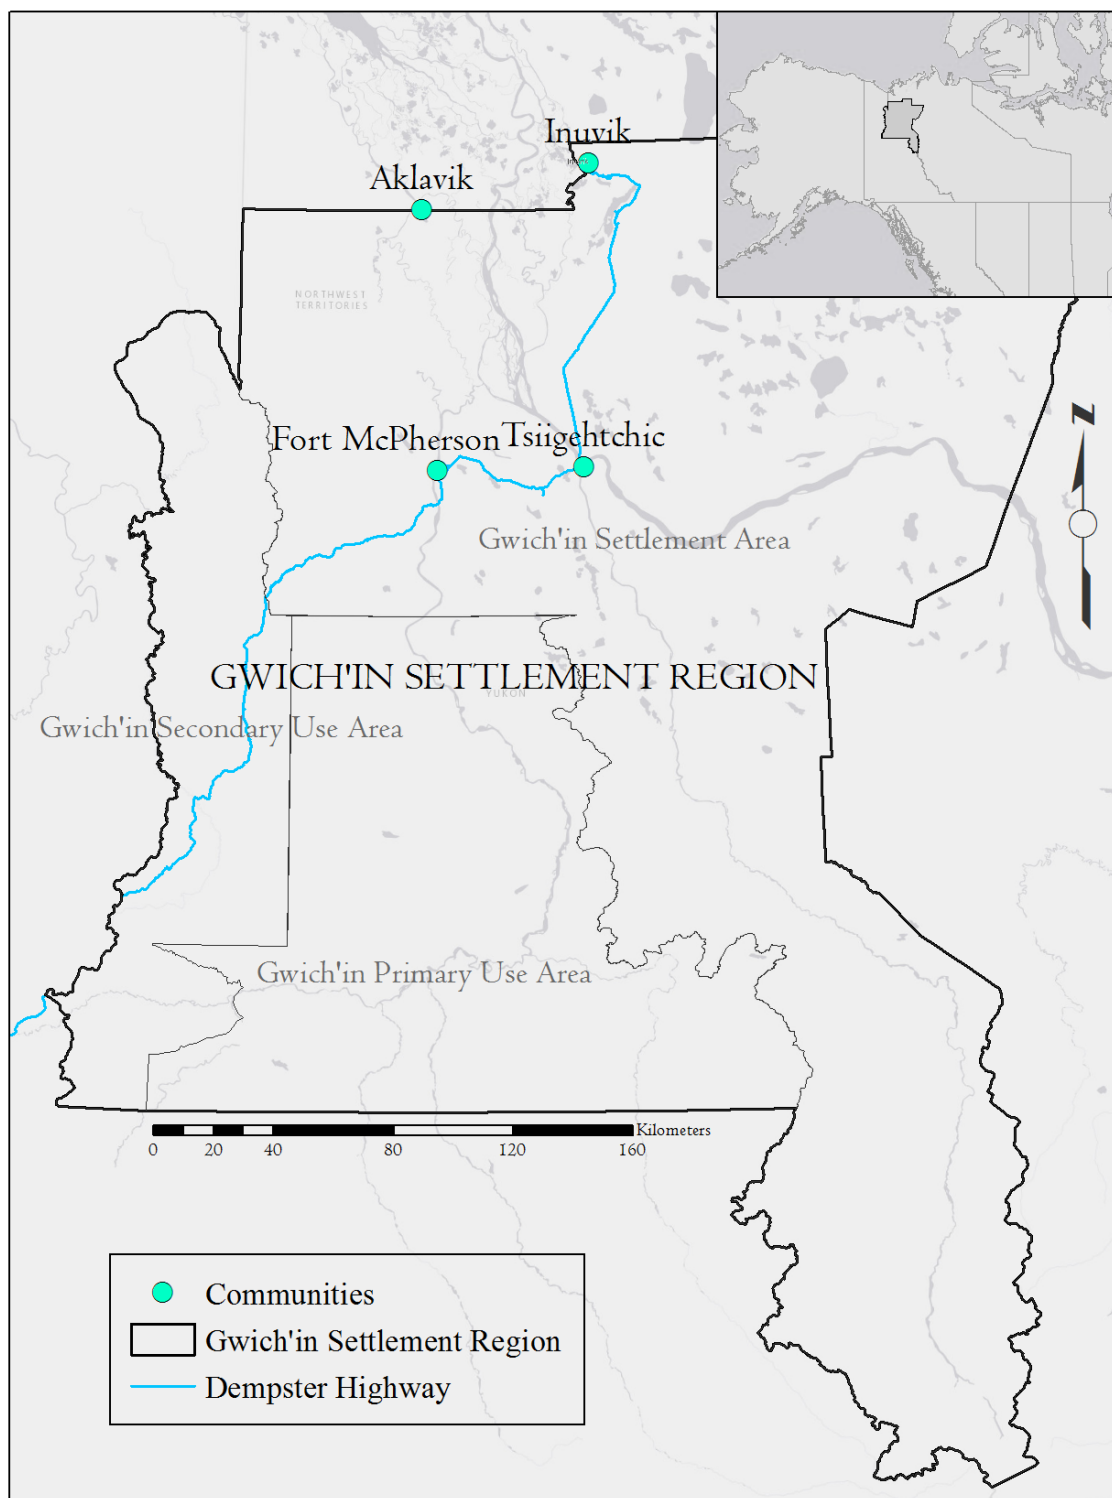 Inuvik
Aklavik
NORTHWEST
TERRITORIES
Fort McPherson
Tsiigehtchic
N
Gwich'in Settlement Area
GWICH'IN SETTLEMENT REGION
YUKON
Gwich'in Secondary Use Area
Gwich'in Primary Use Area
Kilometers
0 20 40 80 120 160
Communities
Gwich'in Settlement Region
Dempster Highway